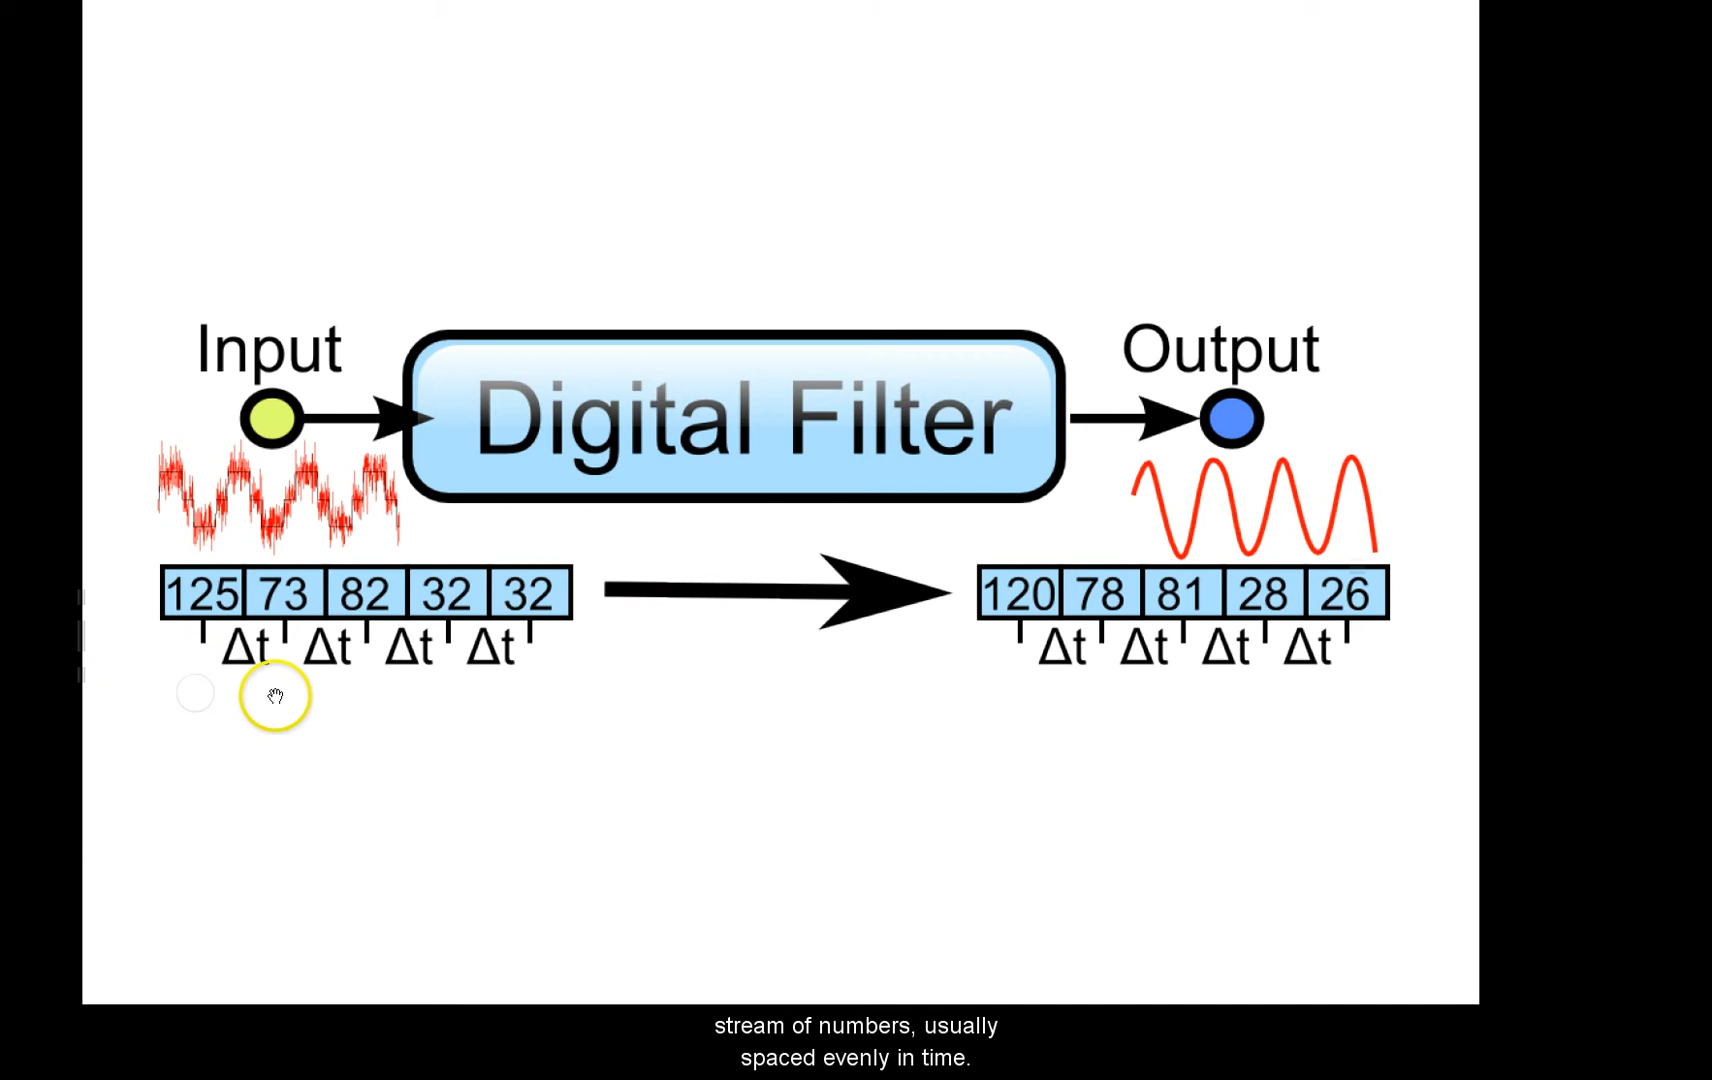 Input
Output
Digital Filter
125 73 82 32 32
120 78 81 28 26
Δt Δt Δt Δt
Δt Δt Δt Δt
stream of numbers, usually
spaced evenly in time.